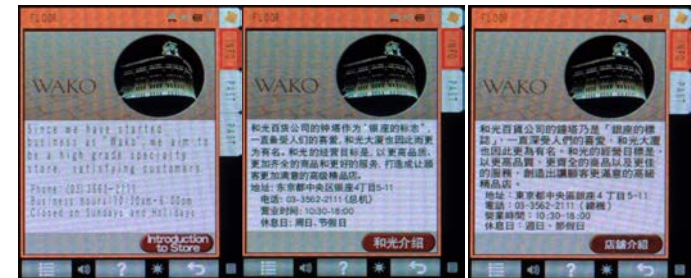 FLOOR
INFO
PAST
WAKO
Since we have started
business, "Wako", we aim to
be a high grade specialty
store, satisfying customers.
Phone:(03)3562-2111
Business hours:10:30am-6:00pm
Closed on Sundays and Holidays
Introduction
to Store
FLOOR
INFO
PAST
WAKO
和光百货公司的钟塔作为"银座的标志",
一直备受人们的喜爱,和光大厦也因此而更
为有名。和光的经营目标是,以更高品质、
更加齐全的商品和更好的服务,打造成让顾
客更加满意的高级精品店。
地址: 东京都中央区银座4丁目5-11
电话: 03-3562-2111 (总机)
营业时间: 10:30-18:00
休息日: 周日、节假日
和光介绍
FLOOR
INFO
PAST
WAKO
和光百貨公司的鐘塔乃是「銀座的標
誌」,一直深受人們的喜愛,和光大廈
也因此更為有名。和光的經營目標是,
以更高品質、更齊全的商品以及更佳
的服務,創造出讓顧客更滿意的高級
精品店。
地址:東京都中央區銀座4丁目5-11
電話:03-3562-2111(總機)
營業時間:10:30-18:00
休息日:週日、節假日
店舖介紹